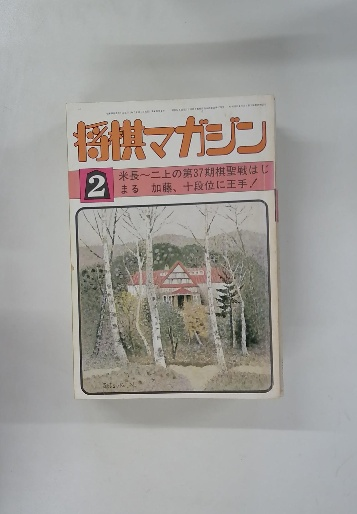 将棋マガジン
2
米長〜二上の第37期棋聖戦はじ
まる 加藤、十段位に王手!